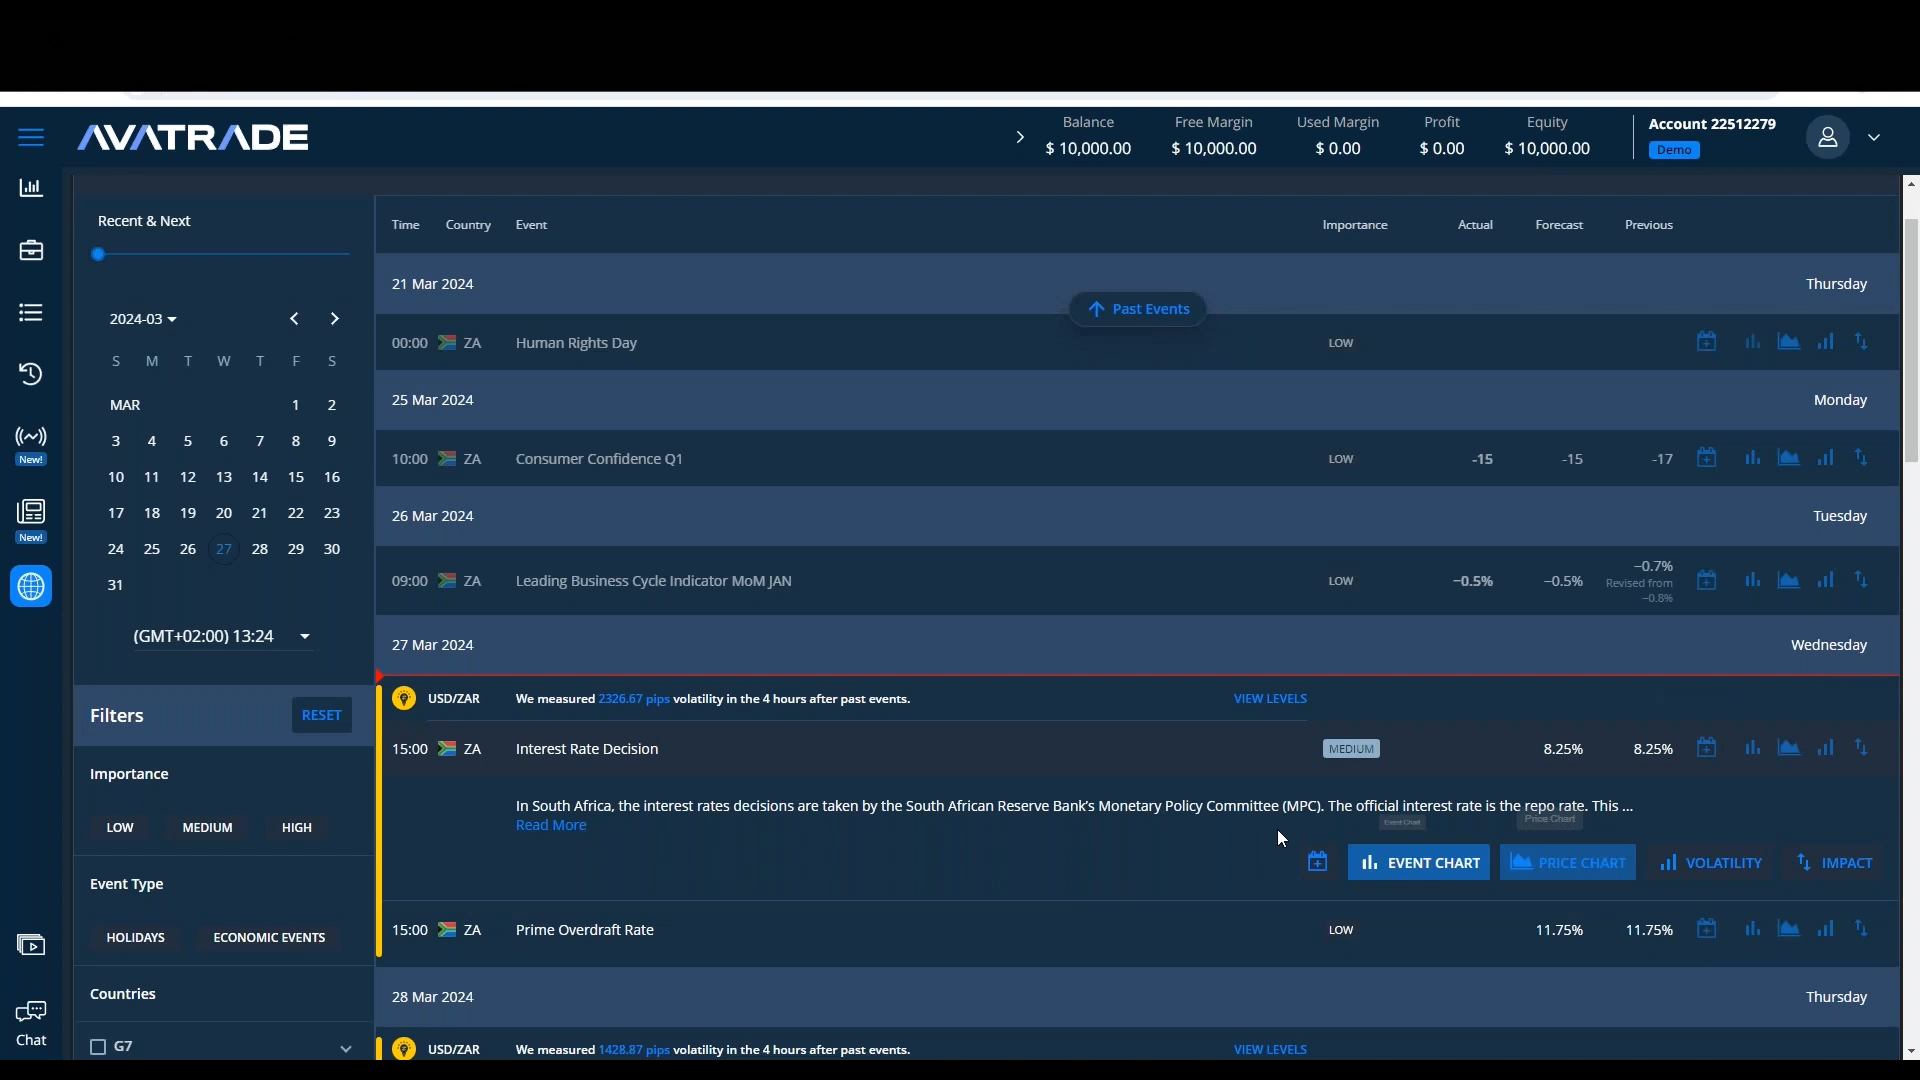 AVATRADE
Balance
$ 10,000.00
Free Margin
$ 10,000.00
Used Margin
$ 0.00
Profit
$ 0.00
Equity
$ 10,000.00
Account 22512279
Demo
New!
New!
Chat
Recent & Next
2024-03
S M T W T F S
MAR 1 2
3 4 5 6 7 8 9
10 11 12 13 14 15 16
17 18 19 20 21 22 23
24 25 26 27 28 29 30
31
(GMT+02:00) 13:24
Filters RESET
Importance
LOW MEDIUM HIGH
Event Type
HOLIDAYS ECONOMIC EVENTS
Countries
G7
Time Country Event Importance Actual Forecast Previous
21 Mar 2024 Thursday
Past Events
00:00 ZA Human Rights Day LOW
25 Mar 2024 Monday
10:00 ZA Consumer Confidence Q1 LOW -15 -15 -17
26 Mar 2024 Tuesday
09:00 ZA Leading Business Cycle Indicator MoM JAN LOW −0.5% −0.5% −0.7%
Revised from
−0.8%
27 Mar 2024 Wednesday
USD/ZAR We measured 2326.67 pips volatility in the 4 hours after past events. VIEW LEVELS
15:00 ZA Interest Rate Decision MEDIUM 8.25% 8.25%
In South Africa, the interest rates decisions are taken by the South African Reserve Bank's Monetary Policy Committee (MPC). The official interest rate is the repo rate. This ...
Read More
Event Chart Price Chart
EVENT CHART PRICE CHART VOLATILITY IMPACT
15:00 ZA Prime Overdraft Rate LOW 11.75% 11.75%
28 Mar 2024 Thursday
USD/ZAR We measured 1428.87 pips volatility in the 4 hours after past events. VIEW LEVELS